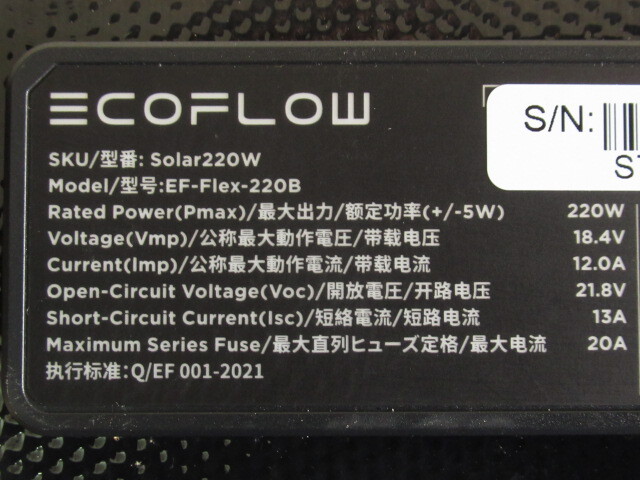 ECOFLOW
S/N:
SKU/型番: Solar220W
Model/型号:EF-Flex-220B
Rated Power(Pmax)/最大出力/额定功率(+/-5W) 220W
Voltage(Vmp)/公称最大動作電圧/带载电压 18.4V
Current(Imp)/公称最大動作電流/带载电流 12.0A
Open-Circuit Voltage(Voc)/開放電圧/开路电压 21.8V
Short-Circuit Current(Isc)/短絡電流/短路电流 13A
Maximum Series Fuse/最大直列ヒューズ定格/最大电流 20A
执行标准:Q/EF 001-2021